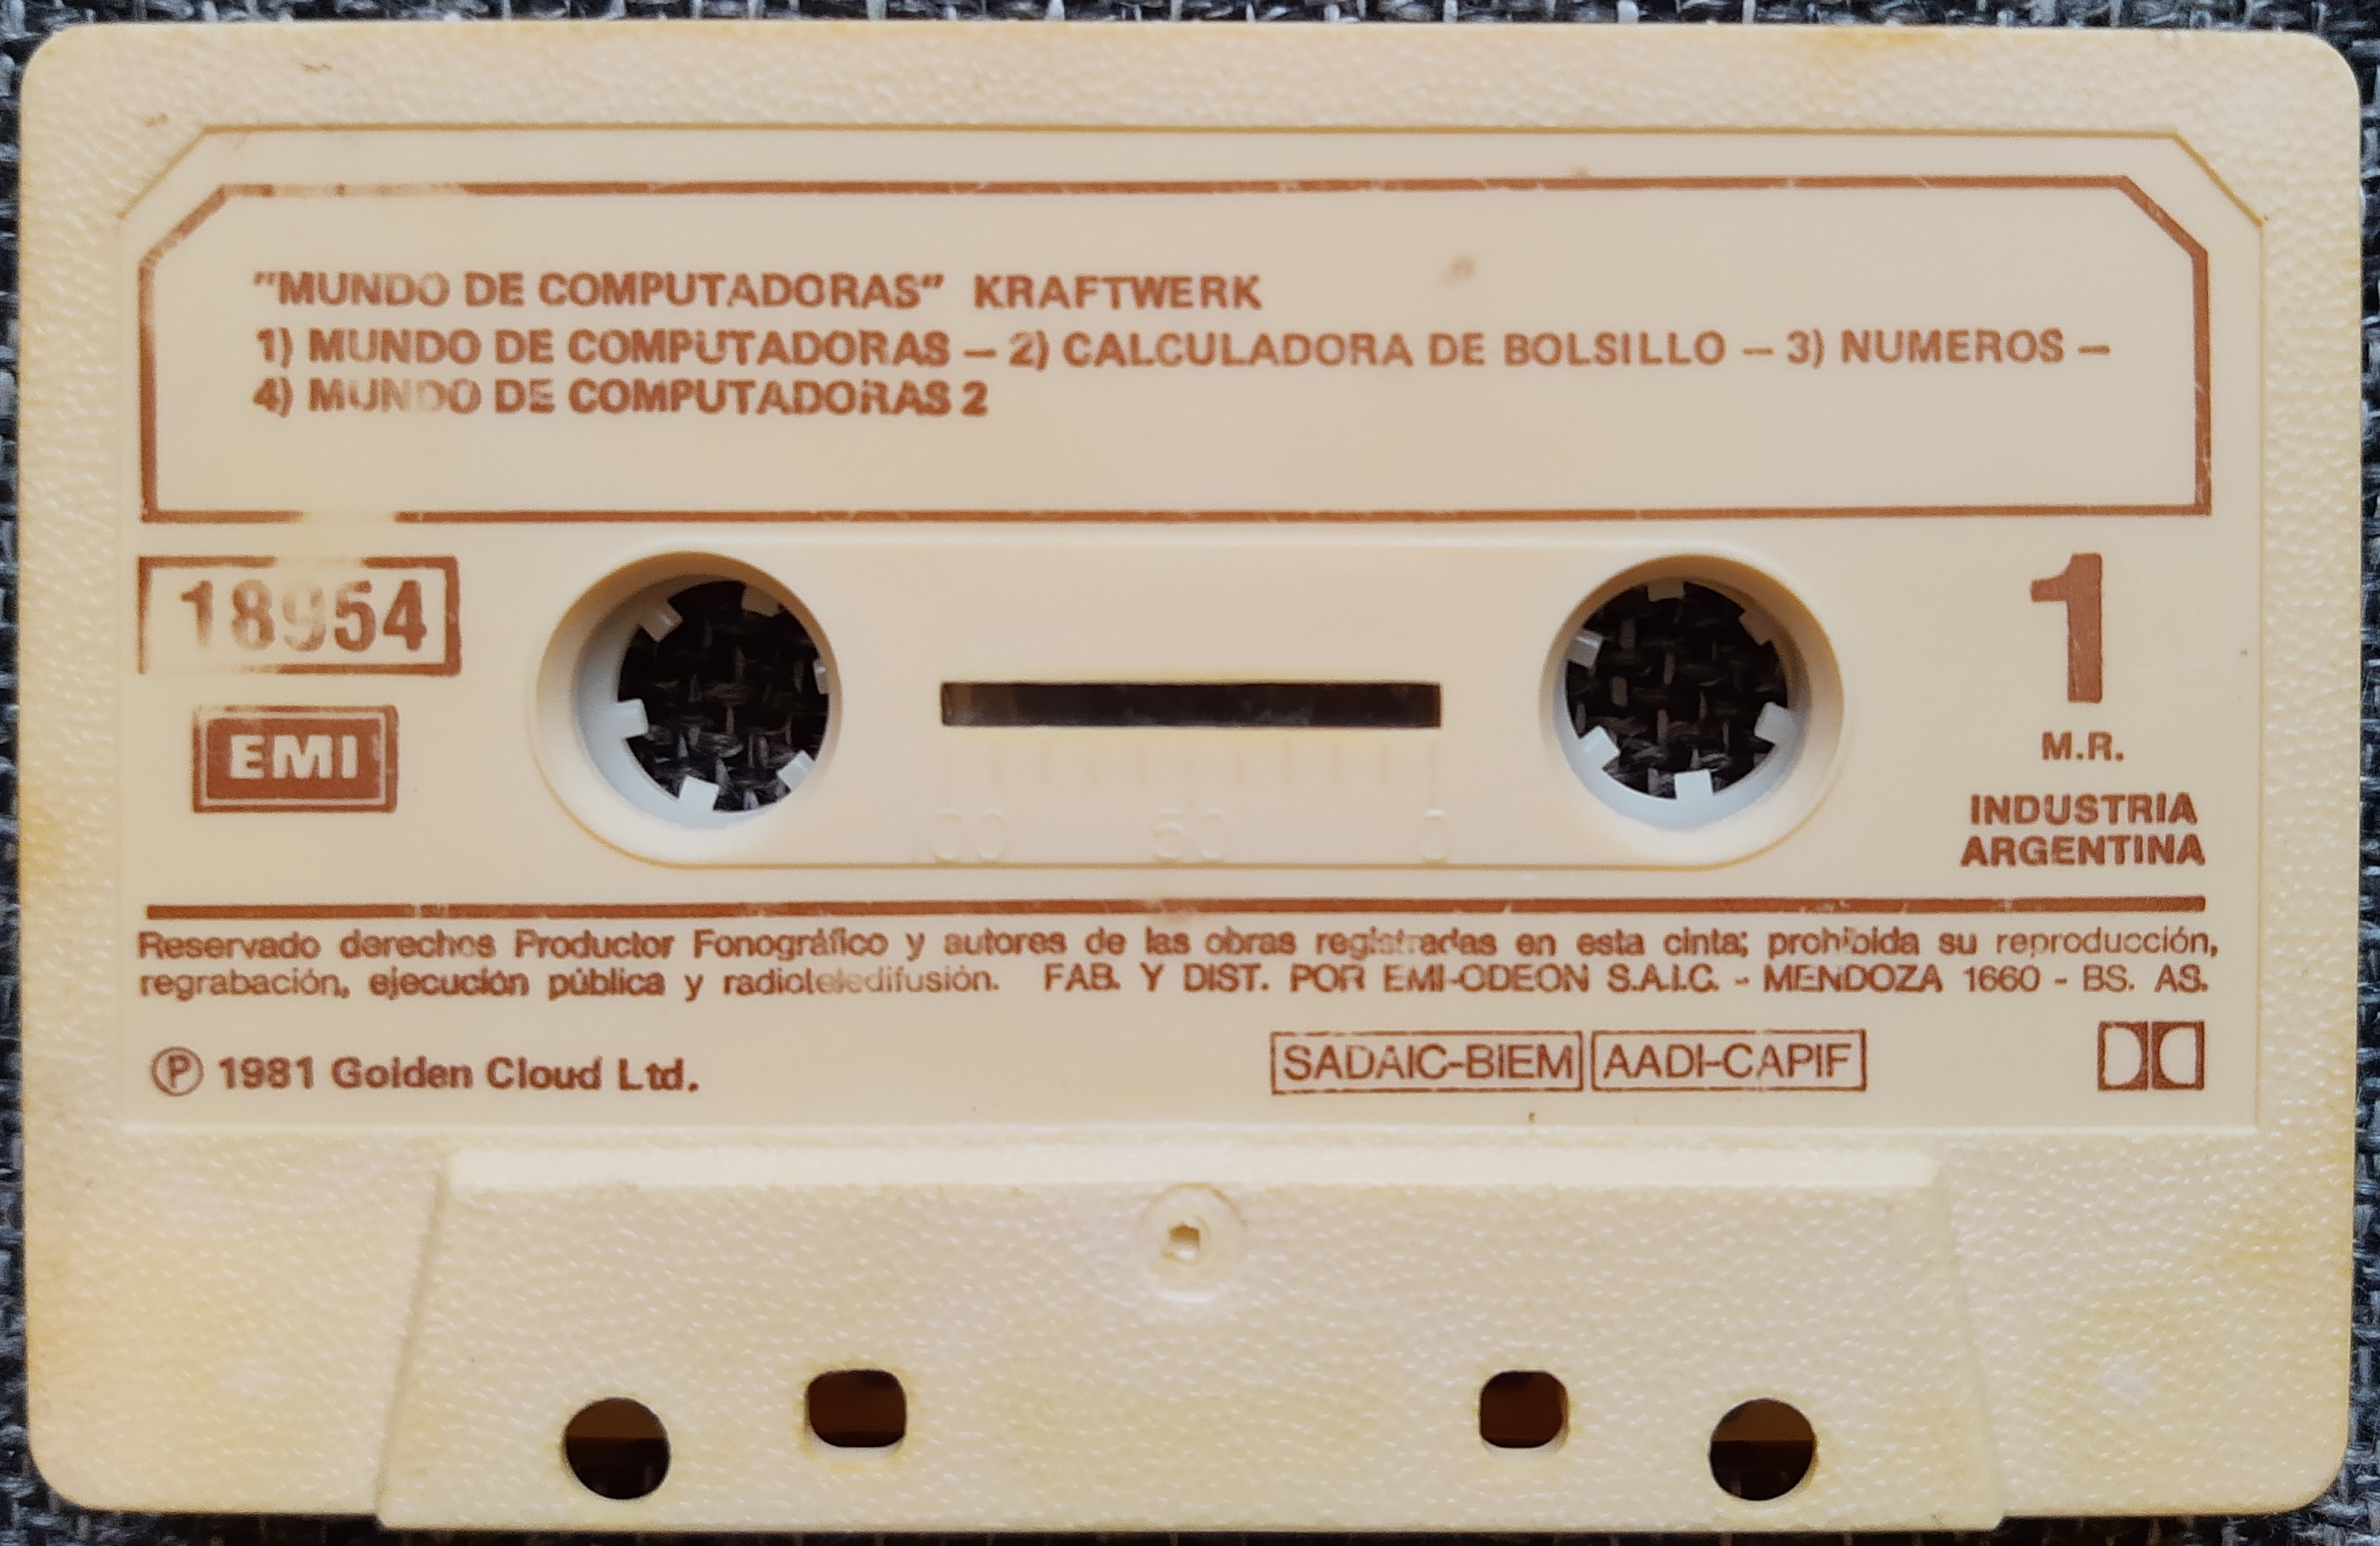 "MUNDO DE COMPUTADORAS" KRAFTWERK
1) MUNDO DE COMPUTADORAS – 2) CALCULADORA DE BOLSILLO – 3) NUMEROS –
4) MUNDO DE COMPUTADORAS 2
18954
EMI
1
M.R.
INDUSTRIA
ARGENTINA
100 50 0
Reservado derechos Productor Fonográfico y autores de las obras registradas en esta cinta; prohibida su reproducción,
regrabación, ejecución pública y radioteledifusión. FAB. Y DIST. POR EMI-ODEON S.A.I.C. - MENDOZA 1660 - BS. AS.
Ⓟ 1981 Golden Cloud Ltd.
SADAIC-BIEM AADI-CAPIF